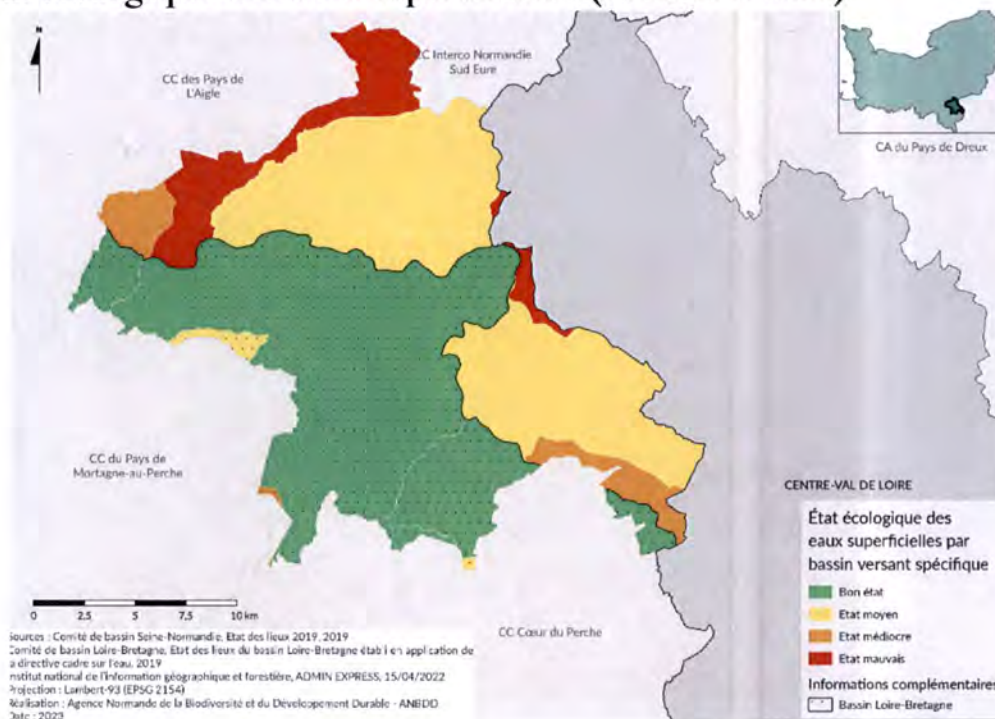 N
CC des Pays de
L'Aigle
CC Interco Normandie
Sud Eure
CA du Pays de Dreux
CC du Pays de
Mortagne-au-Perche
CENTRE-VAL DE LOIRE
État écologique des
eaux superficielles par
bassin versant spécifique
Bon état
Etat moyen
Etat médiocre
Etat mauvais
Informations complémentaires
Bassin Loire-Bretagne
CC Cœur du Perche
0 2.5 5 7.5 10 km
Sources : Comité de bassin Seine-Normandie, Etat des lieux 2019, 2019
Comité de bassin Loire-Bretagne, Etat des lieux du bassin Loire-Bretagne établi en application de
la directive cadre sur l'eau, 2019
Institut national de l'information géographique et forestière, ADMIN EXPRESS, 15/04/2022
Projection : Lambert-93 (EPSG 2154)
Réalisation : Agence Normande de la Biodiversité et du Développement Durable - ANBDD
Date : 2023